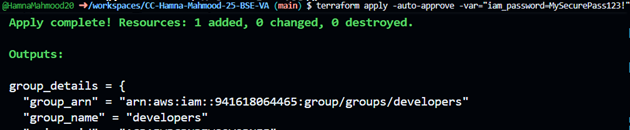 @HamnaMahmood20 ➜/workspaces/CC-Hamna-Mahmood-25-BSE-VA (main) $ terraform apply -auto-approve -var="iam_password=MySecurePass123!"
Apply complete! Resources: 1 added, 0 changed, 0 destroyed.
Outputs:
group_details = {
"group_arn" = "arn:aws:iam::941618064465:group/groups/developers"
"group_name" = "developers"